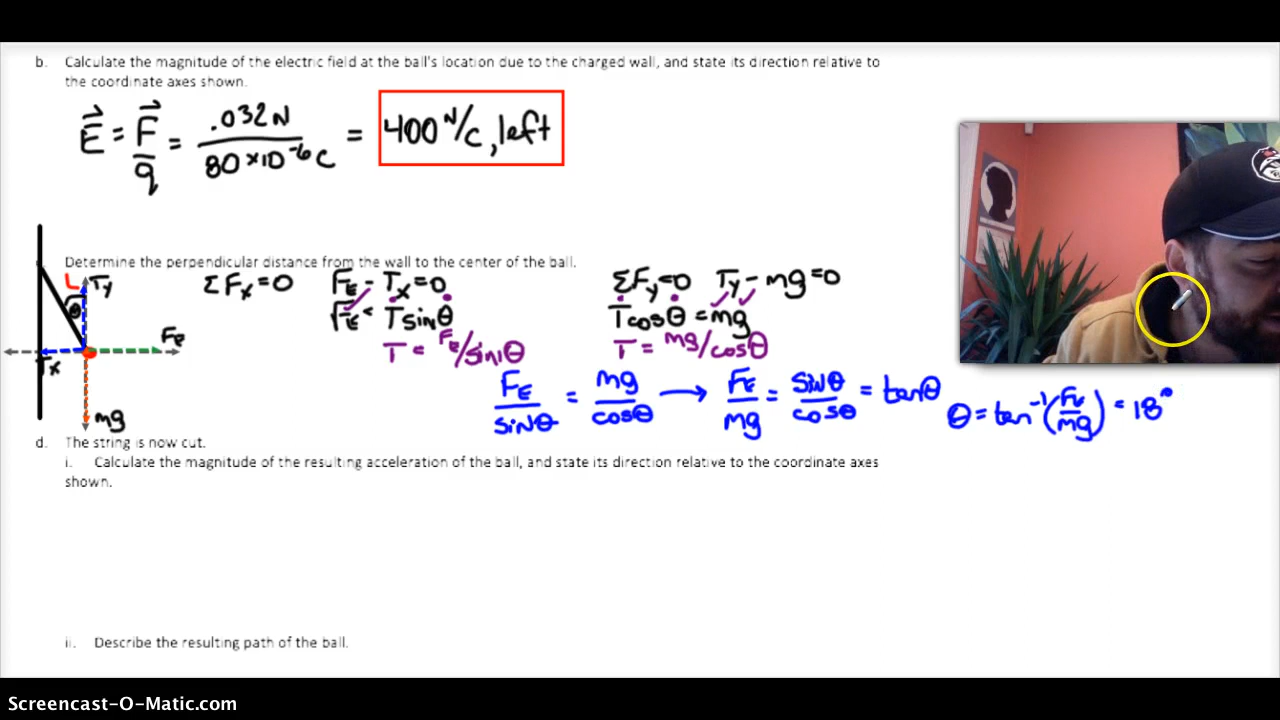 b. Calculate the magnitude of the electric field at the ball's location due to the charged wall, and state its direction relative to
the coordinate axes shown.
E⃗ = F⃗/q = .032N / 80×10⁻⁶ C = 400 N/C, left
Determine the perpendicular distance from the wall to the center of the ball.
L Ty θ Tx FE mg
ΣFx=0 FE - Tx=0 ΣFy=0 Ty-mg=0
FE = Tsinθ Tcosθ=mg
T = FE/sinθ T = mg/cosθ
FE/sinθ = mg/cosθ → FE/mg = sinθ/cosθ = tanθ θ=tan⁻¹(FE/mg) = 18°
d. The string is now cut.
i. Calculate the magnitude of the resulting acceleration of the ball, and state its direction relative to the coordinate axes
shown.
ii. Describe the resulting path of the ball.
Screencast-O-Matic.com